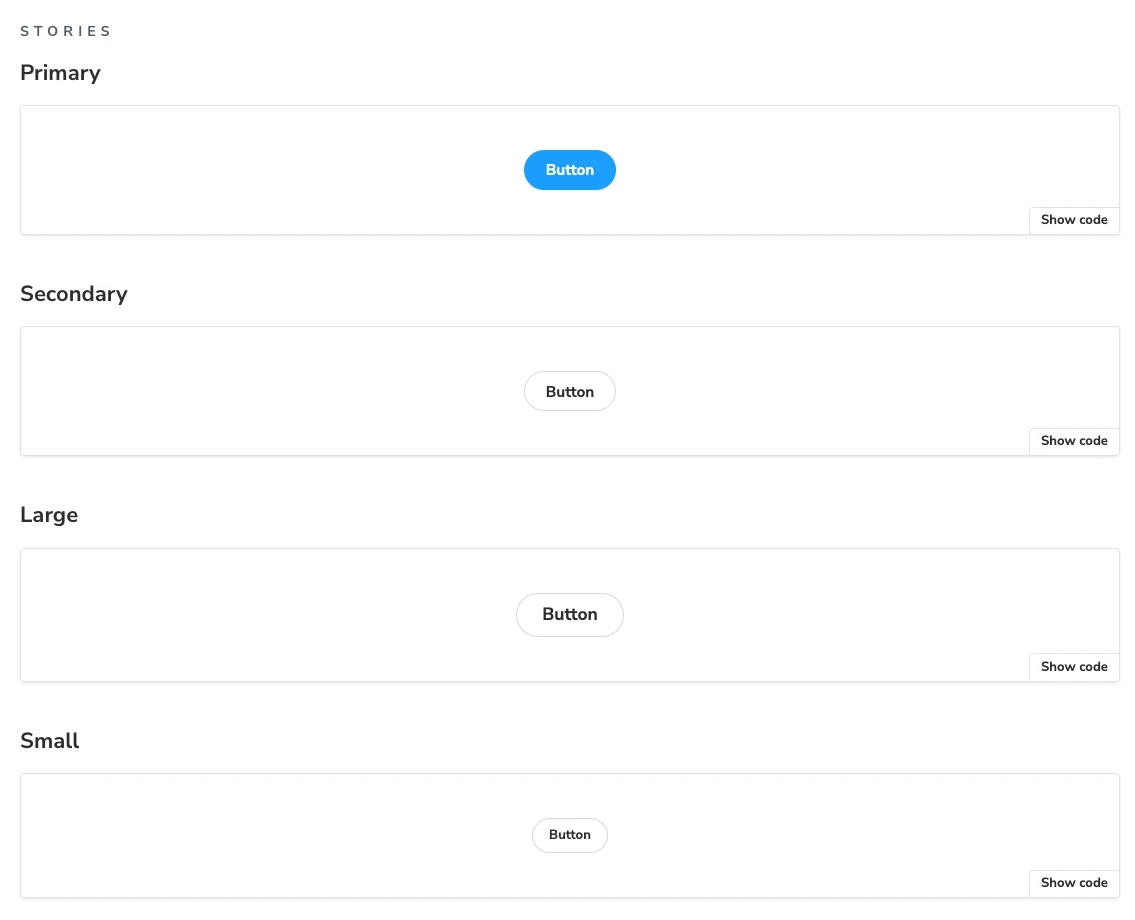 STORIES
Primary
Button
Show code
Secondary
Button
Show code
Large
Button
Show code
Small
Button
Show code